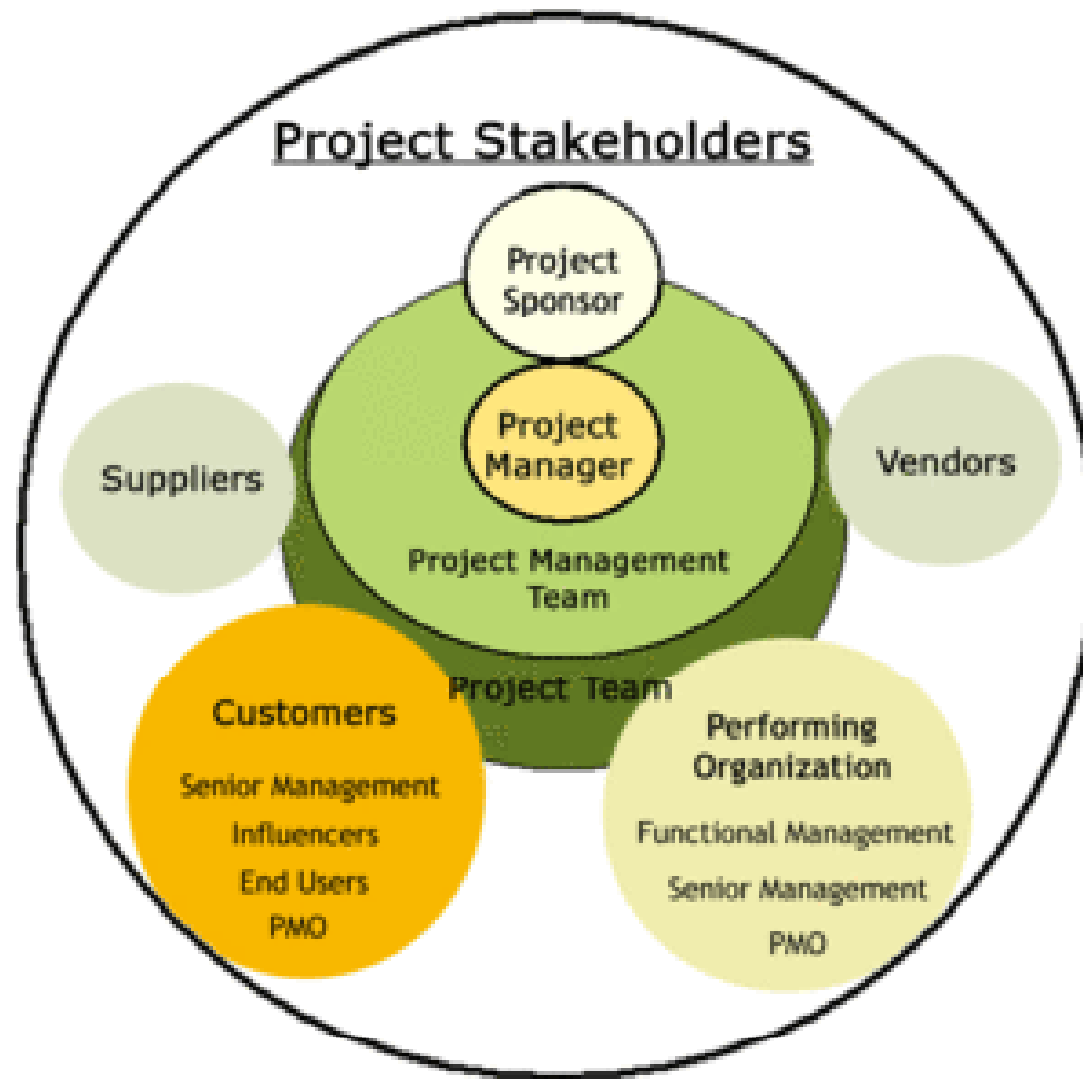 Project Stakeholders
Project
Sponsor
Project
Manager
Suppliers
Vendors
Project Management
Team
Project Team
Customers
Senior Management
Influencers
End Users
PMO
Performing
Organization
Functional Management
Senior Management
PMO